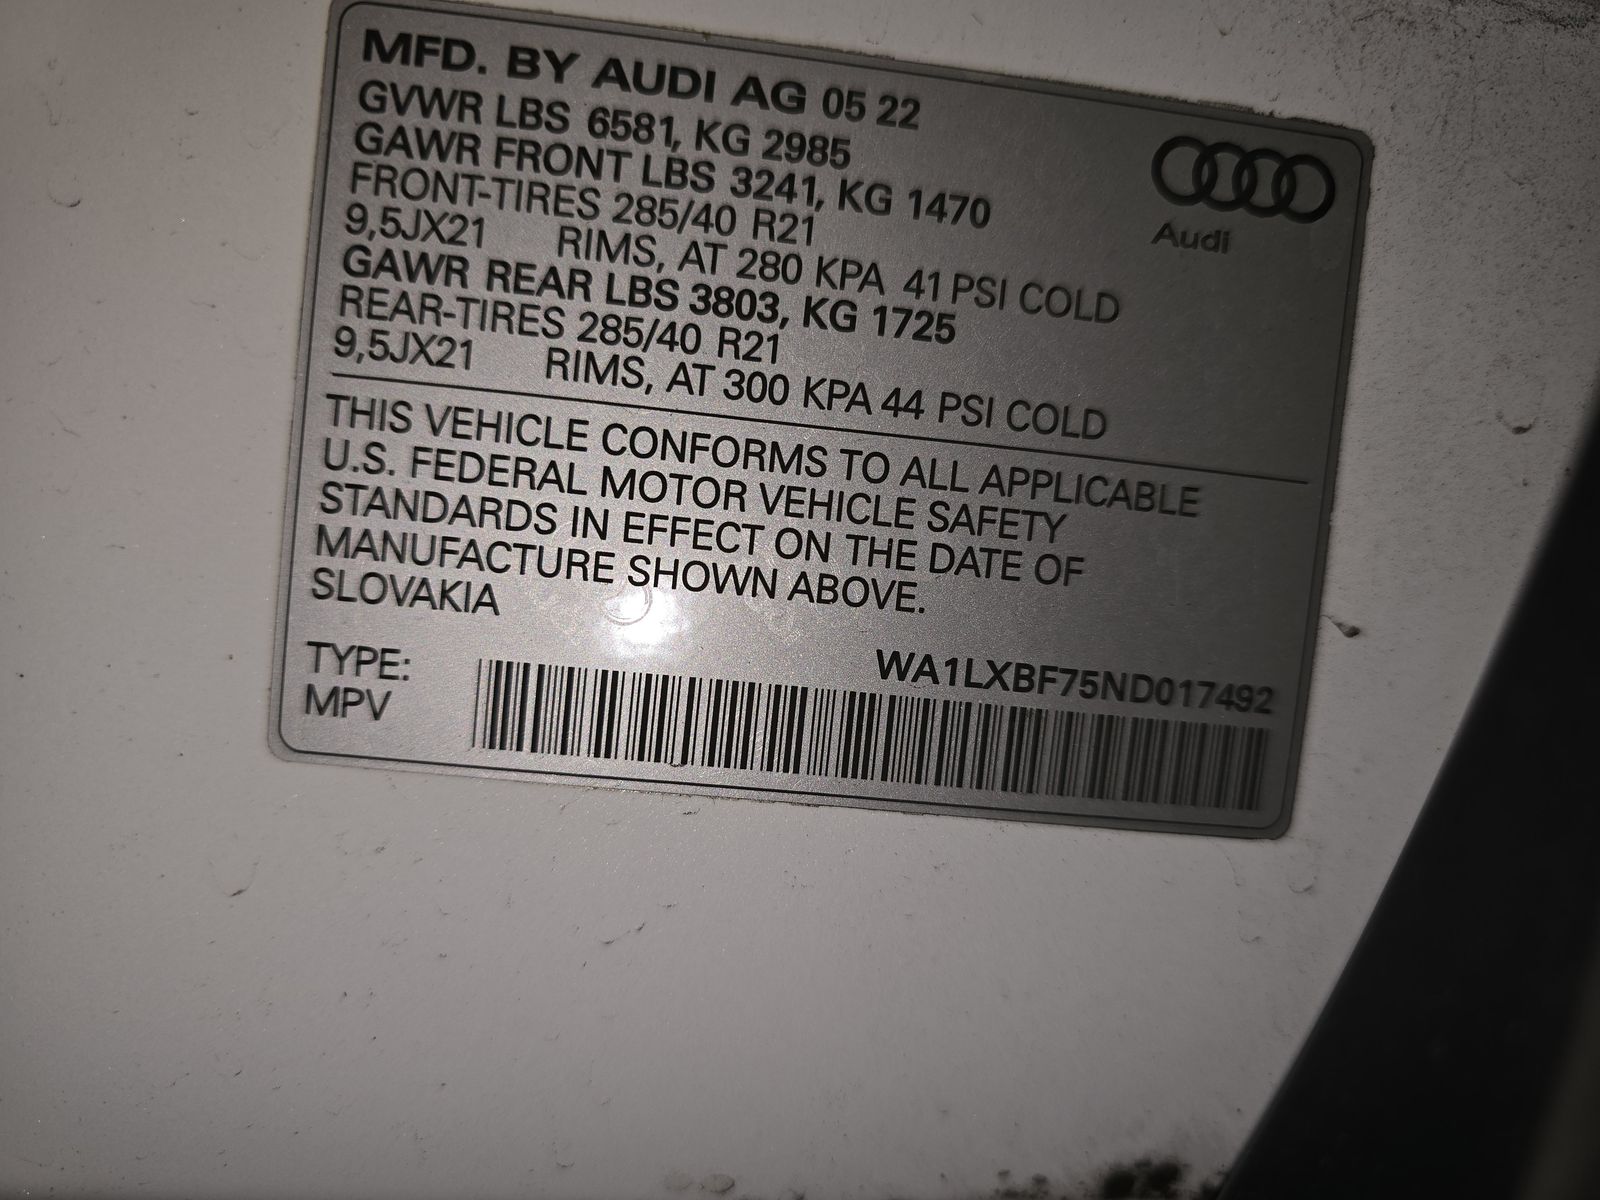 MFD. BY AUDI AG 05 22
GVWR LBS 6581, KG 2985
GAWR FRONT LBS 3241, KG 1470
FRONT-TIRES 285/40 R21
9,5JX21 RIMS, AT 280 KPA 41 PSI COLD
GAWR REAR LBS 3803, KG 1725
REAR-TIRES 285/40 R21
9,5JX21 RIMS, AT 300 KPA 44 PSI COLD
Audi
THIS VEHICLE CONFORMS TO ALL APPLICABLE
U.S. FEDERAL MOTOR VEHICLE SAFETY
STANDARDS IN EFFECT ON THE DATE OF
MANUFACTURE SHOWN ABOVE.
SLOVAKIA
TYPE:
MPV
WA1LXBF75ND017492